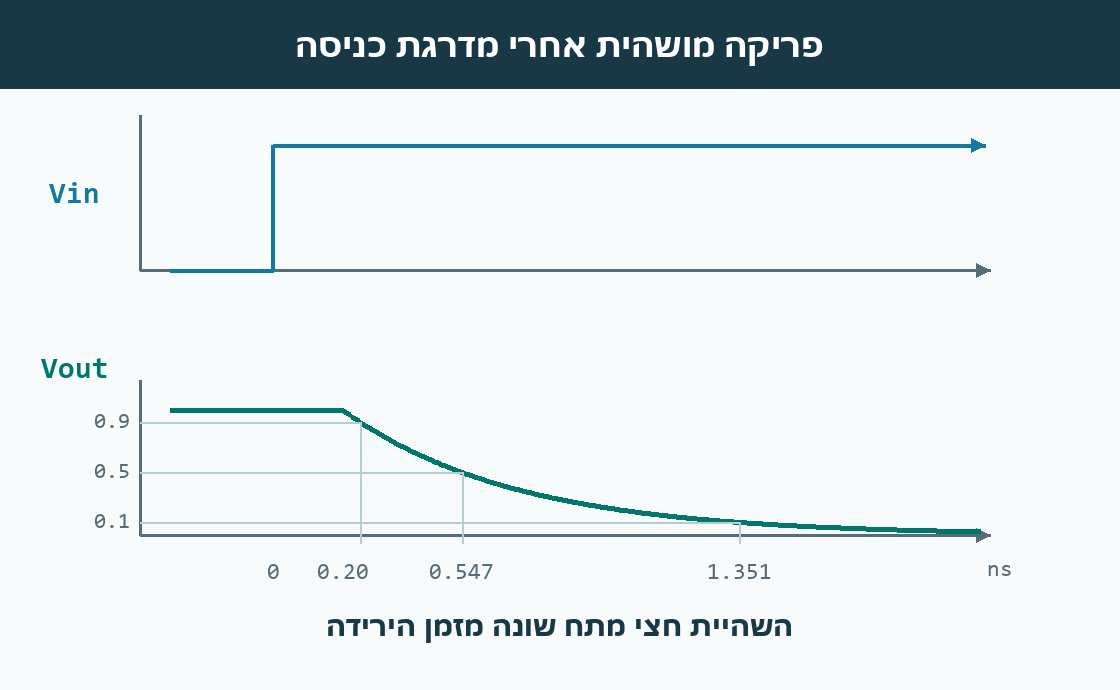 פריקה מושהית אחרי מדרגת כניסה
Vin
Vout
0.9
0.5
0.1
0 0.20 0.547 1.351 ns
השהיית חצי מתח שונה מזמן הירידה